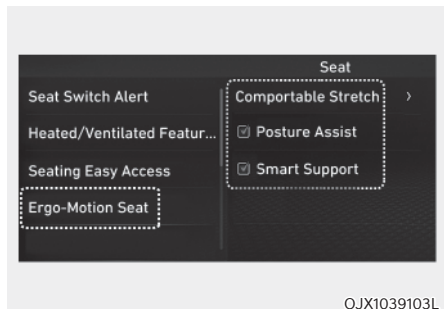 Seat
Seat Switch Alert
Heated/Ventilated Featur...
Seating Easy Access
Ergo-Motion Seat
Comportable Stretch >
Posture Assist
Smart Support
OJX1039103L